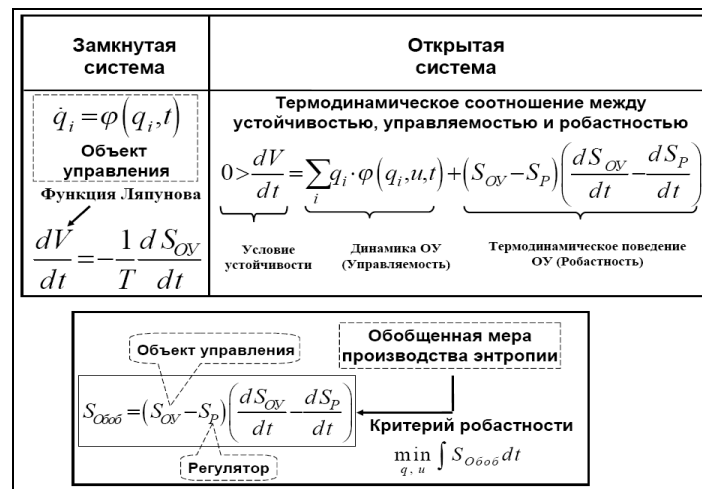 Замкнутая
система
Открытая
система
q̇ᵢ = φ(qᵢ,t)
Объект
управления
Функция Ляпунова
dV/dt = −1/T dS_ОУ/dt
Термодинамическое соотношение между
устойчивостью, управляемостью и робастностью
0 > dV/dt = ∑ᵢ qᵢ·φ(qᵢ,u,t) + (S_ОУ − S_Р)(dS_ОУ/dt − dS_Р/dt)
Условие
устойчивости
Динамика ОУ
(Управляемость)
Термодинамическое поведение
ОУ (Робастность)
Объект управления
Обобщенная мера
производства энтропии
S_Обоб = (S_ОУ − S_Р)(dS_ОУ/dt − dS_Р/dt)
Регулятор
Критерий робастности
min q, u ∫ S_Обоб dt